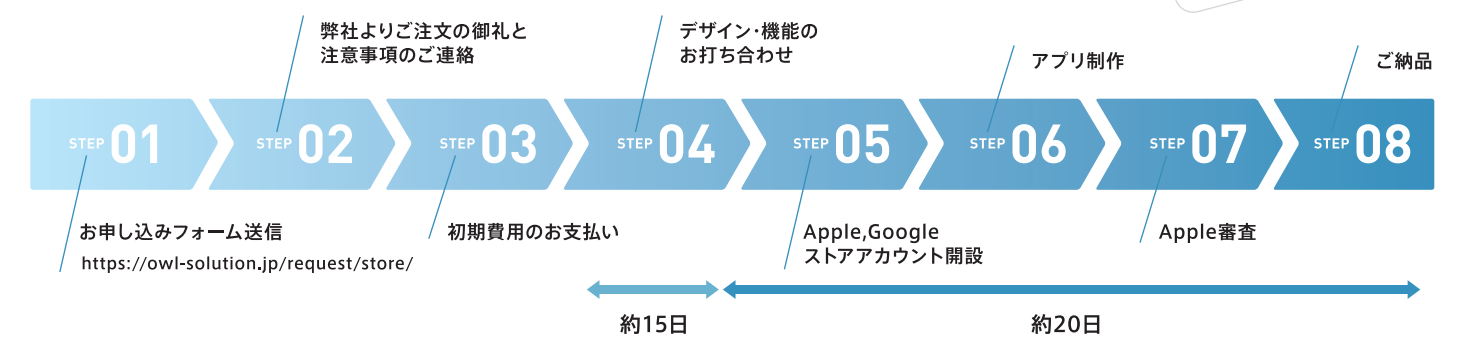 弊社よりご注文の御礼と
注意事項のご連絡
デザイン・機能の
お打ち合わせ
アプリ制作
ご納品
STEP 01
STEP 02
STEP 03
STEP 04
STEP 05
STEP 06
STEP 07
STEP 08
お申し込みフォーム送信
https://owl-solution.jp/request/store/
初期費用のお支払い
Apple,Google
ストアアカウント開設
Apple審査
約15日
約20日